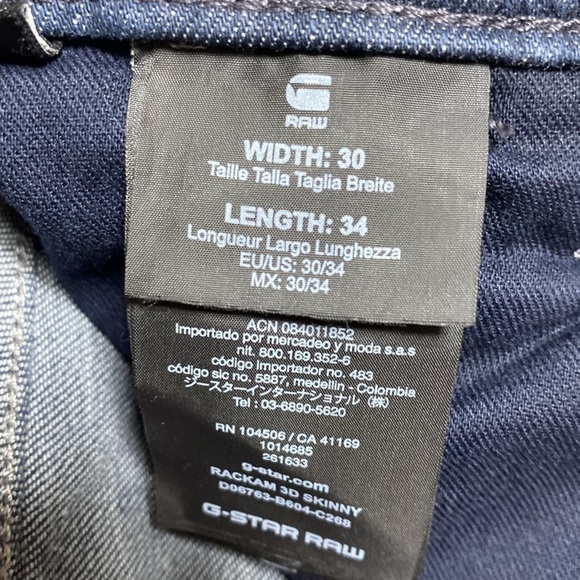 G
RAW
WIDTH: 30
Taille Talla Taglia Breite
LENGTH: 34
Longueur Largo Lunghezza
EU/US: 30/34
MX: 30/34
ACN 084011852
Importado por mercadeo y moda s.a.s
nit. 800.169.352-6
código importador no. 483
código sic no. 5887, medellin - Colombia
ジースターインターナショナル (株)
Tel : 03-6890-5620
RN 104506 / CA 41169
1014685
261633
g-star.com
RACKAM 3D SKINNY
D06763-B604-C268
G-STAR RAW